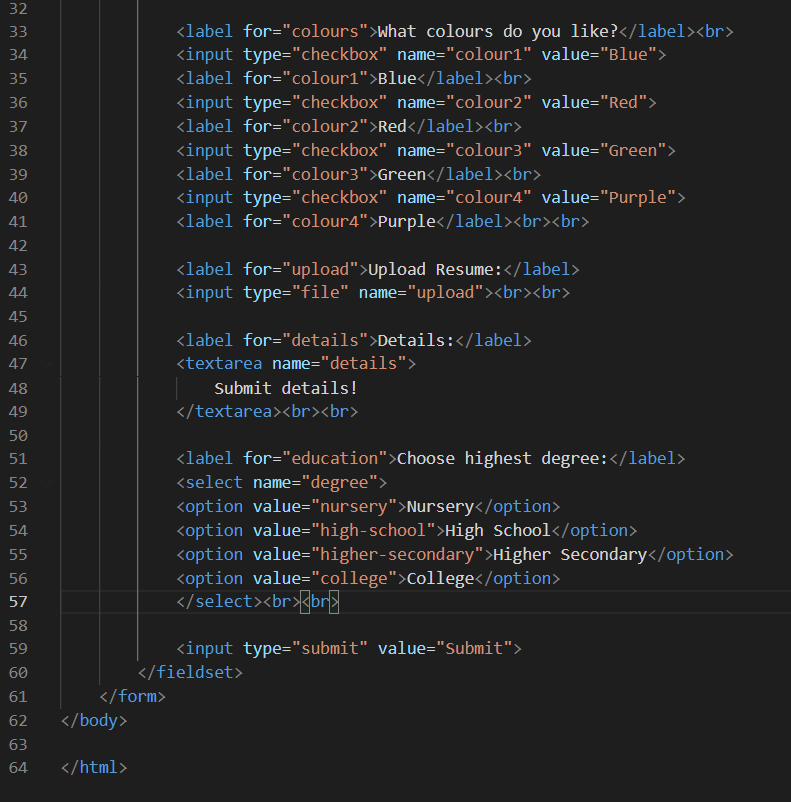 32
33 <label for="colours">What colours do you like?</label><br>
34 <input type="checkbox" name="colour1" value="Blue">
35 <label for="colour1">Blue</label><br>
36 <input type="checkbox" name="colour2" value="Red">
37 <label for="colour2">Red</label><br>
38 <input type="checkbox" name="colour3" value="Green">
39 <label for="colour3">Green</label><br>
40 <input type="checkbox" name="colour4" value="Purple">
41 <label for="colour4">Purple</label><br><br>
42
43 <label for="upload">Upload Resume:</label>
44 <input type="file" name="upload"><br><br>
45
46 <label for="details">Details:</label>
47 <textarea name="details">
48 Submit details!
49 </textarea><br><br>
50
51 <label for="education">Choose highest degree:</label>
52 <select name="degree">
53 <option value="nursery">Nursery</option>
54 <option value="high-school">High School</option>
55 <option value="higher-secondary">Higher Secondary</option>
56 <option value="college">College</option>
57 </select><br><br>
58
59 <input type="submit" value="Submit">
60 </fieldset>
61 </form>
62 </body>
63
64 </html>